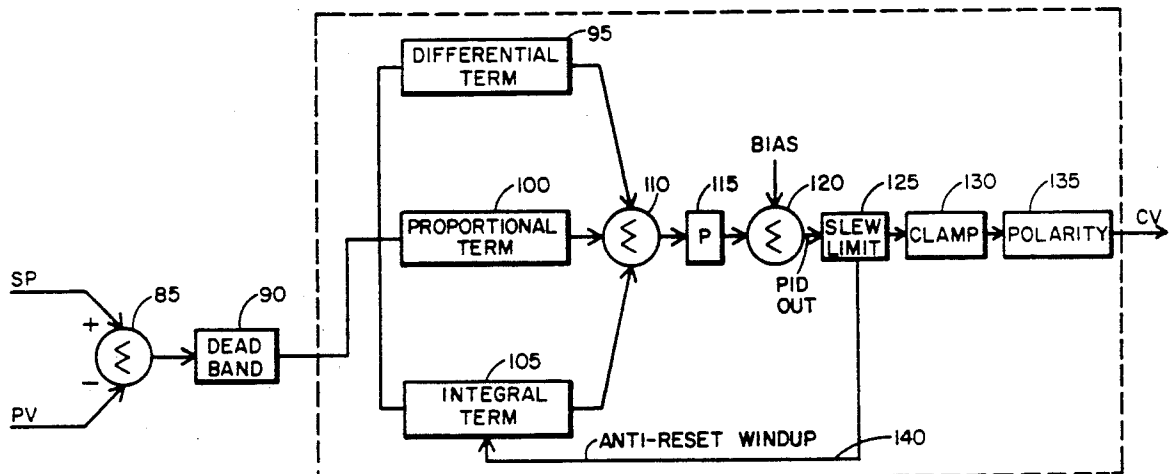 95
DIFFERENTIAL
TERM
100
PROPORTIONAL
TERM
105
INTEGRAL
TERM
SP
+
85
Σ
-
PV
90
DEAD
BAND
110
Σ
115
P
BIAS
120
Σ
PID
OUT
125
SLEW
LIMIT
130
CLAMP
135
POLARITY
CV
ANTI-RESET WINDUP
140